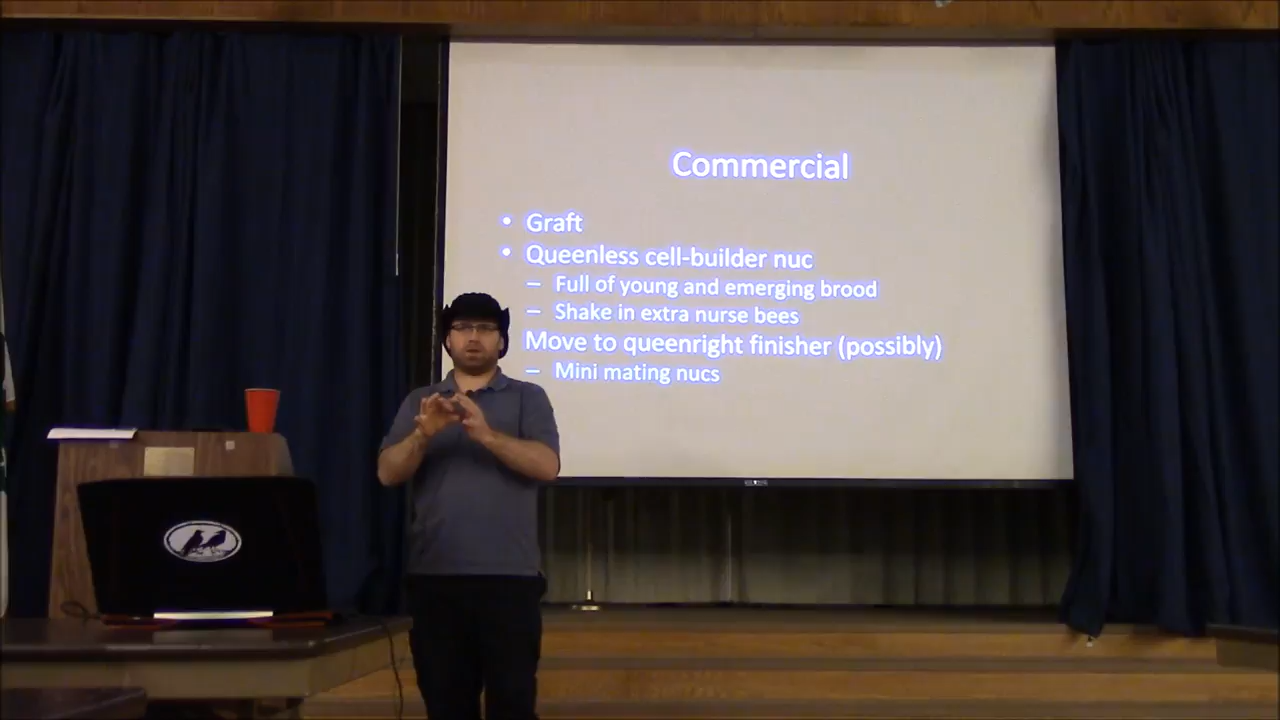 Commercial
• Graft
• Queenless cell-builder nuc
– Full of young and emerging brood
– Shake in extra nurse bees
Move to queenright finisher (possibly)
– Mini mating nucs